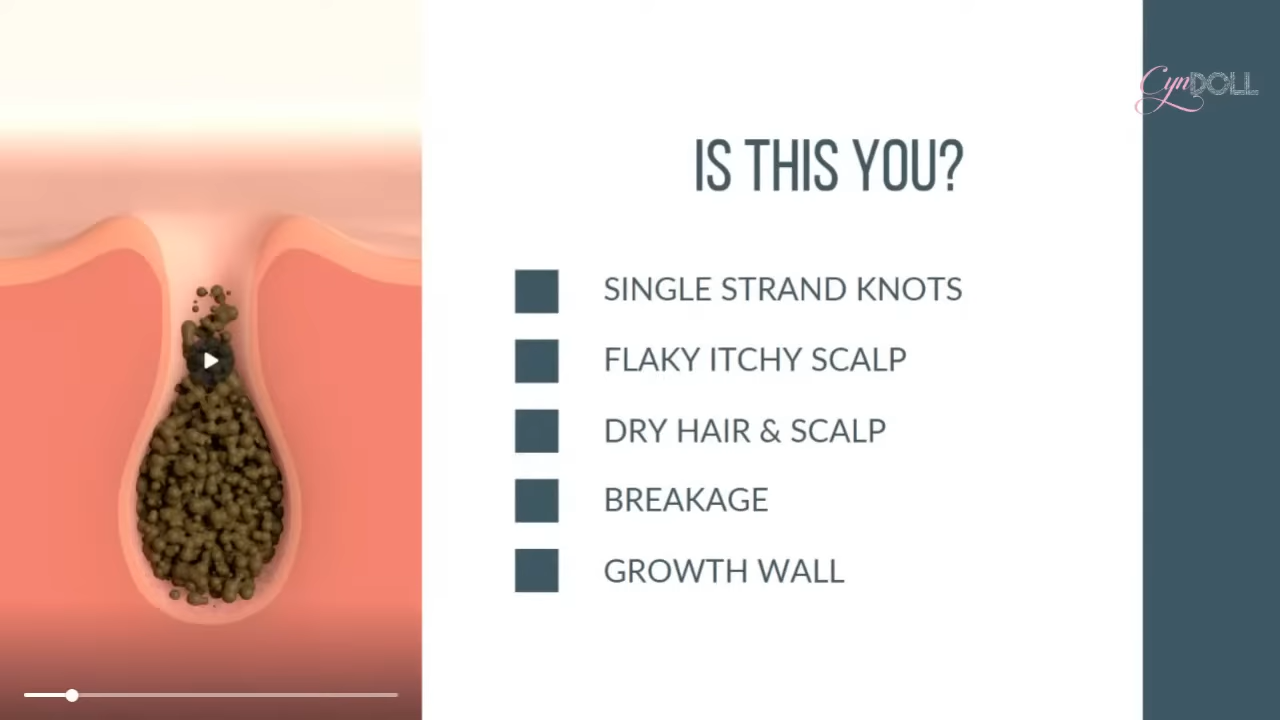 CynDOLL
IS THIS YOU?
SINGLE STRAND KNOTS
FLAKY ITCHY SCALP
DRY HAIR & SCALP
BREAKAGE
GROWTH WALL